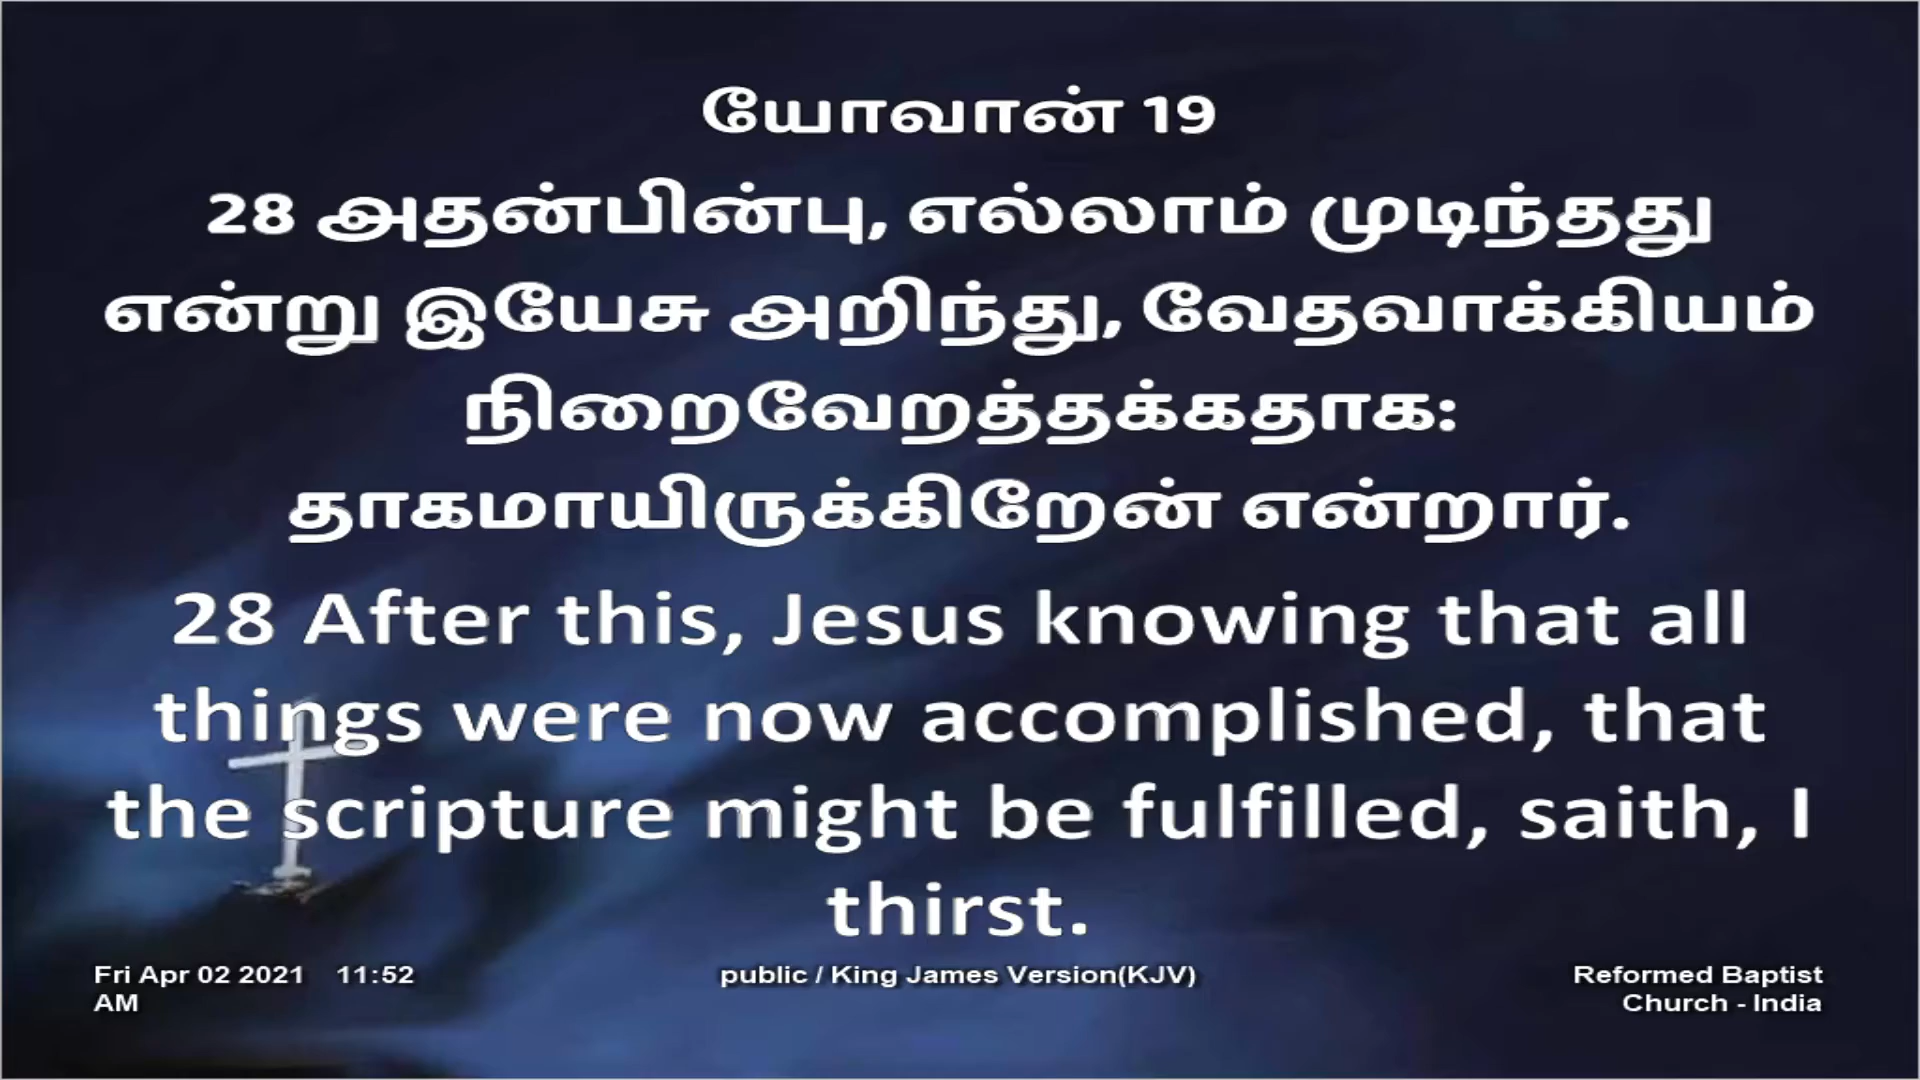 யோவான் 19
28 அதன்பின்பு, எல்லாம் முடிந்தது
என்று இயேசு அறிந்து, வேதவாக்கியம்
நிறைவேறத்தக்கதாக:
தாகமாயிருக்கிறேன் என்றார்.
28 After this, Jesus knowing that all
things were now accomplished, that
the scripture might be fulfilled, saith, I
thirst.
Fri Apr 02 2021 11:52
AM
public / King James Version(KJV)
Reformed Baptist
Church - India